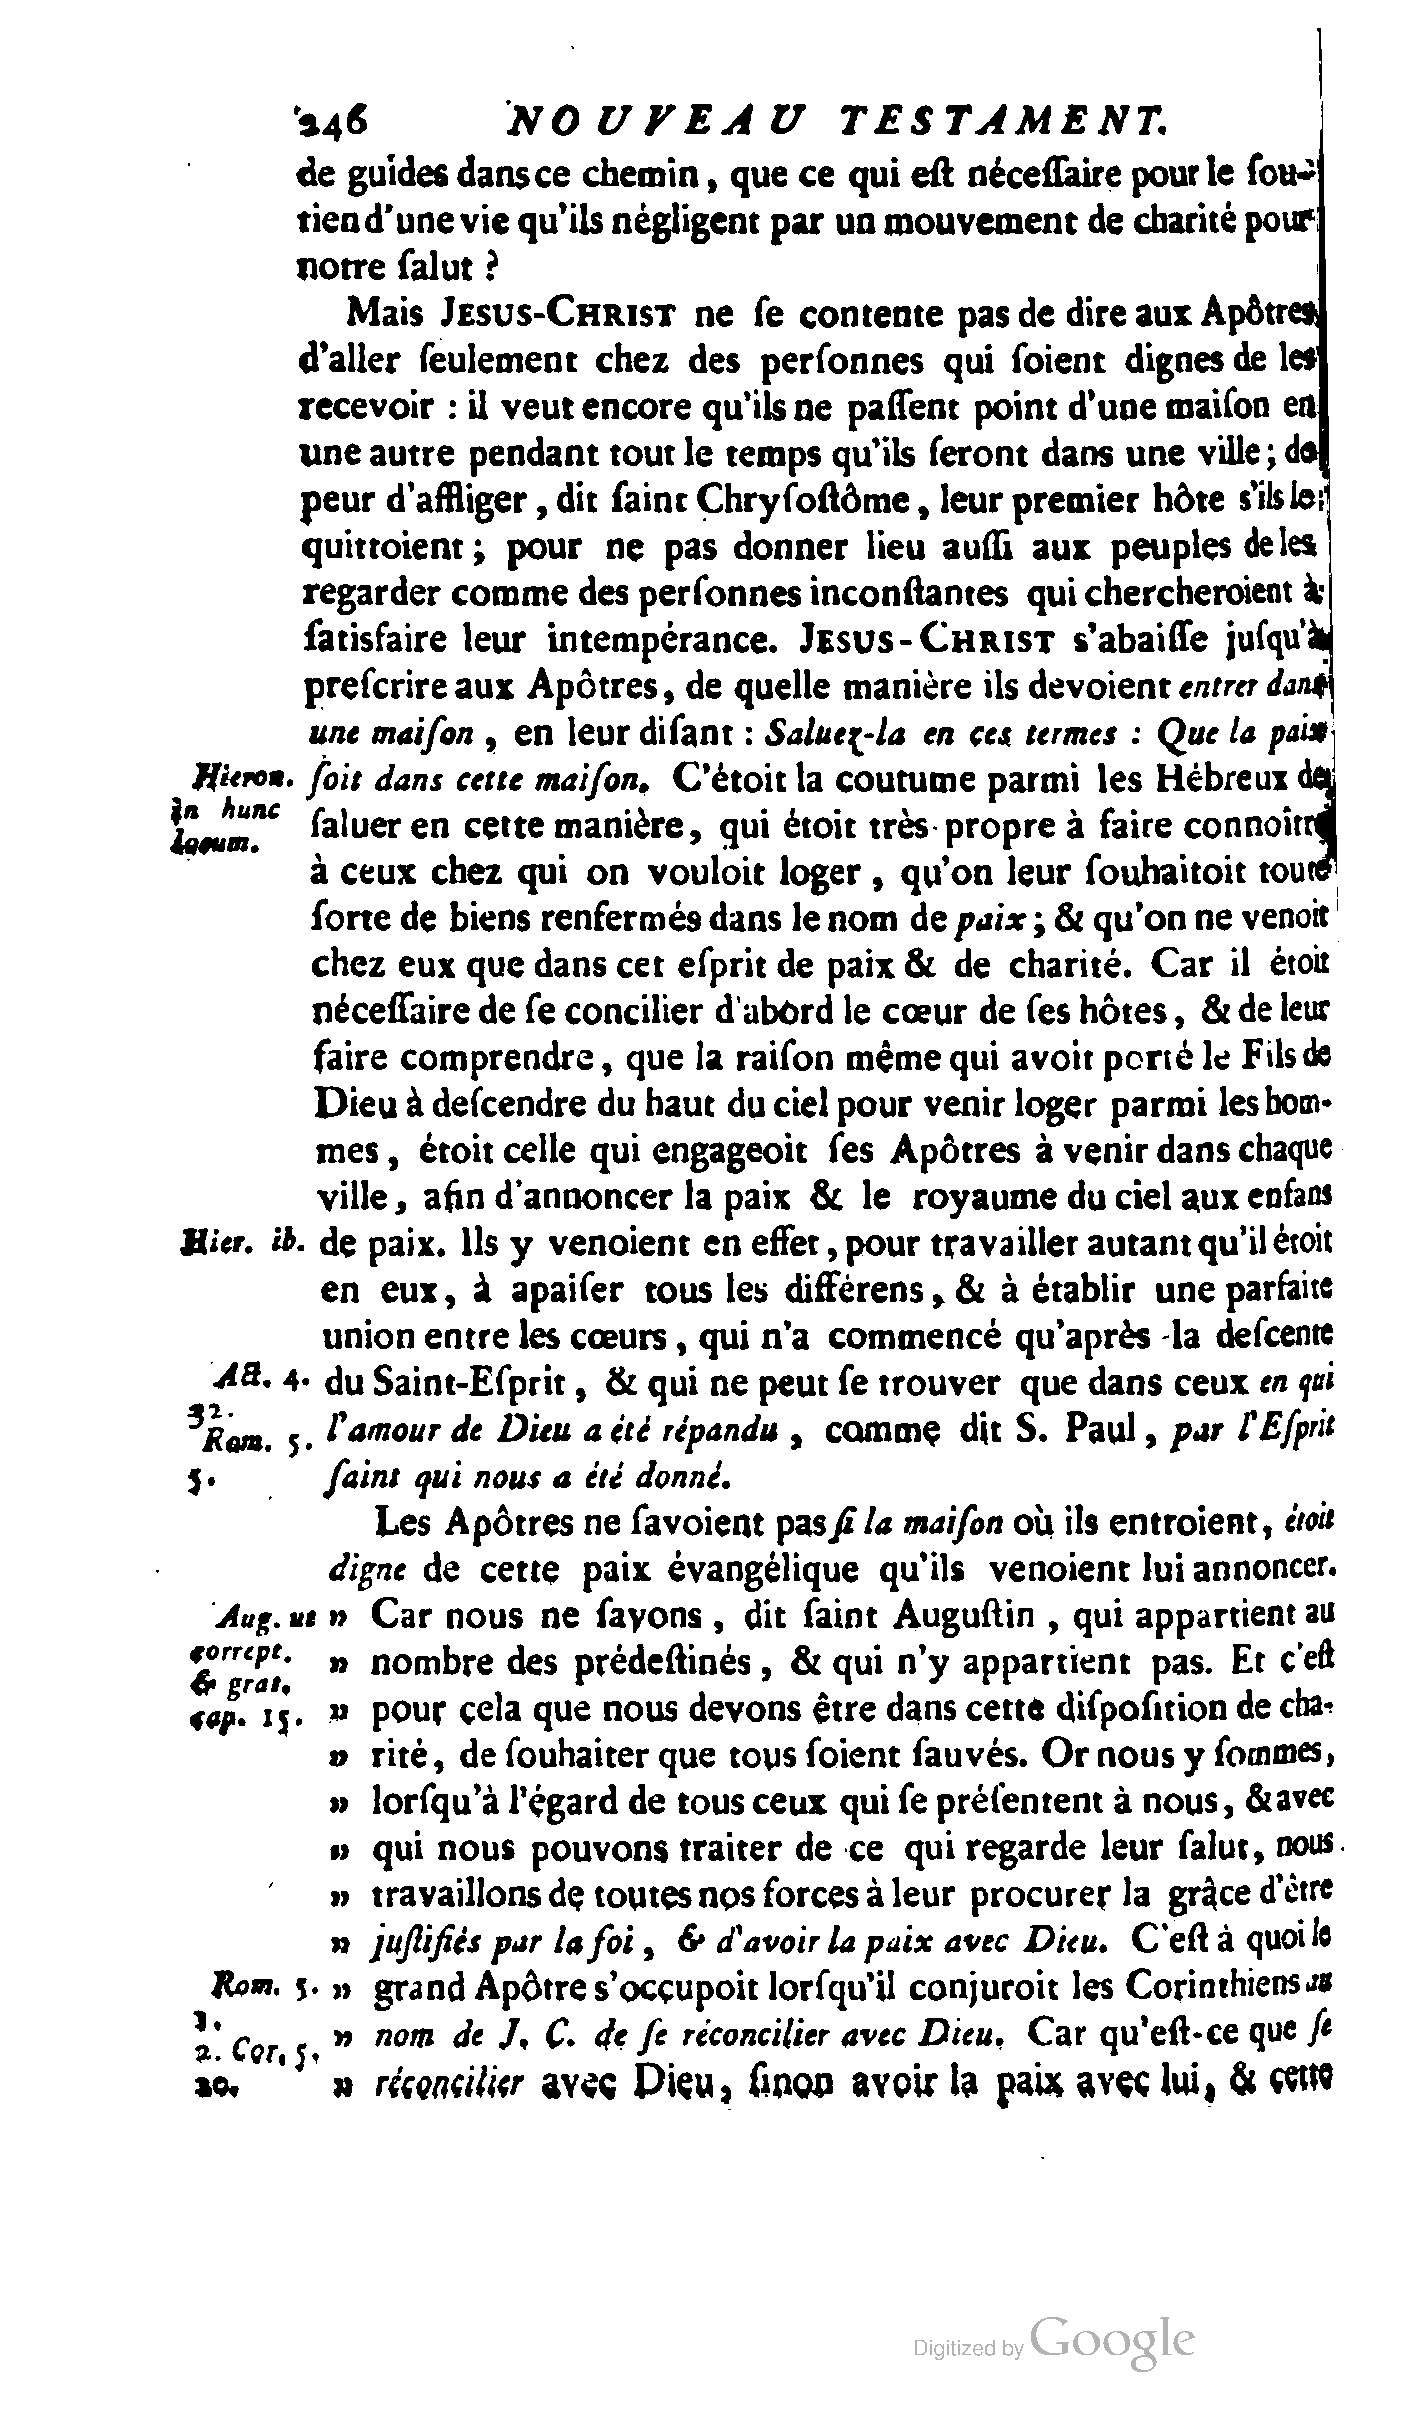 246 NOUVEAU TESTAMENT.
de guides dans ce chemin, que ce qui eſt néceſſaire pour le ſou-
tien d'une vie qu'ils négligent par un mouvement de charité pour
notre ſalut ?
Mais JESUS-CHRIST ne ſe contente pas de dire aux Apôtres
d'aller ſeulement chez des perſonnes qui ſoient dignes de les
recevoir : il veut encore qu'ils ne paſſent point d'une maiſon en
une autre pendant tout le temps qu'ils ſeront dans une ville ; de
peur d'affliger, dit ſaint Chryſoſtôme, leur premier hôte s'ils le
quittoient ; pour ne pas donner lieu auſſi aux peuples de les
regarder comme des perſonnes inconſtantes qui chercheroient à
ſatisfaire leur intempérance. JESUS-CHRIST s'abaiſſe juſqu'à
preſcrire aux Apôtres, de quelle manière ils devoient entrer dans
une maiſon, en leur diſant : Saluez-la en ces termes : Que la paix
Hieron. ſoit dans cette maiſon. C'étoit la coutume parmi les Hébreux de
in hunc
ſaluer en cette manière, qui étoit très-propre à faire connoître
locum.
à ceux chez qui on vouloit loger, qu'on leur ſouhaitoit toute
ſorte de biens renfermés dans le nom de paix ; & qu'on ne venoit
chez eux que dans cet eſprit de paix & de charité. Car il étoit
néceſſaire de ſe concilier d'abord le cœur de ſes hôtes, & de leur
faire comprendre, que la raiſon même qui avoit porté le Fils de
Dieu à deſcendre du haut du ciel pour venir loger parmi les hom-
mes, étoit celle qui engageoit ſes Apôtres à venir dans chaque
ville, afin d'annoncer la paix & le royaume du ciel aux enfans
Hier. ib. de paix. Ils y venoient en effet, pour travailler autant qu'il étoit
en eux, à apaiſer tous les différens, & à établir une parfaite
union entre les cœurs, qui n'a commencé qu'après la deſcente
Act. 4. du Saint-Eſprit, & qui ne peut ſe trouver que dans ceux en qui
32.
Rom. 5. l'amour de Dieu a été répandu, comme dit S. Paul, par l'Eſprit
5. ſaint qui nous a été donné.
Les Apôtres ne ſavoient pas ſi la maiſon où ils entroient, étoit
digne de cette paix évangélique qu'ils venoient lui annoncer.
Aug. ut » Car nous ne ſavons, dit ſaint Auguſtin, qui appartient au
corrept. » nombre des prédeſtinés, & qui n'y appartient pas. Et c'eſt
& grat.
cap. 15. » pour cela que nous devons être dans cette diſpoſition de cha-
» rité, de ſouhaiter que tous ſoient ſauvés. Or nous y ſommes,
» lorſqu'à l'égard de tous ceux qui ſe préſentent à nous, & avec
» qui nous pouvons traiter de ce qui regarde leur ſalut, nous
» travaillons de toutes nos forces à leur procurer la grâce d'être
» juſtifiés par la foi, & d'avoir la paix avec Dieu. C'eſt à quoi le
Rom. 5. » grand Apôtre s'occupoit lorſqu'il conjuroit les Corinthiens au
1.
2. Cor. 5. » nom de J. C. de ſe réconcilier avec Dieu. Car qu'eſt-ce que ſe
20. » réconcilier avec Dieu, ſinon avoir la paix avec lui, & cette
Digitized by Google